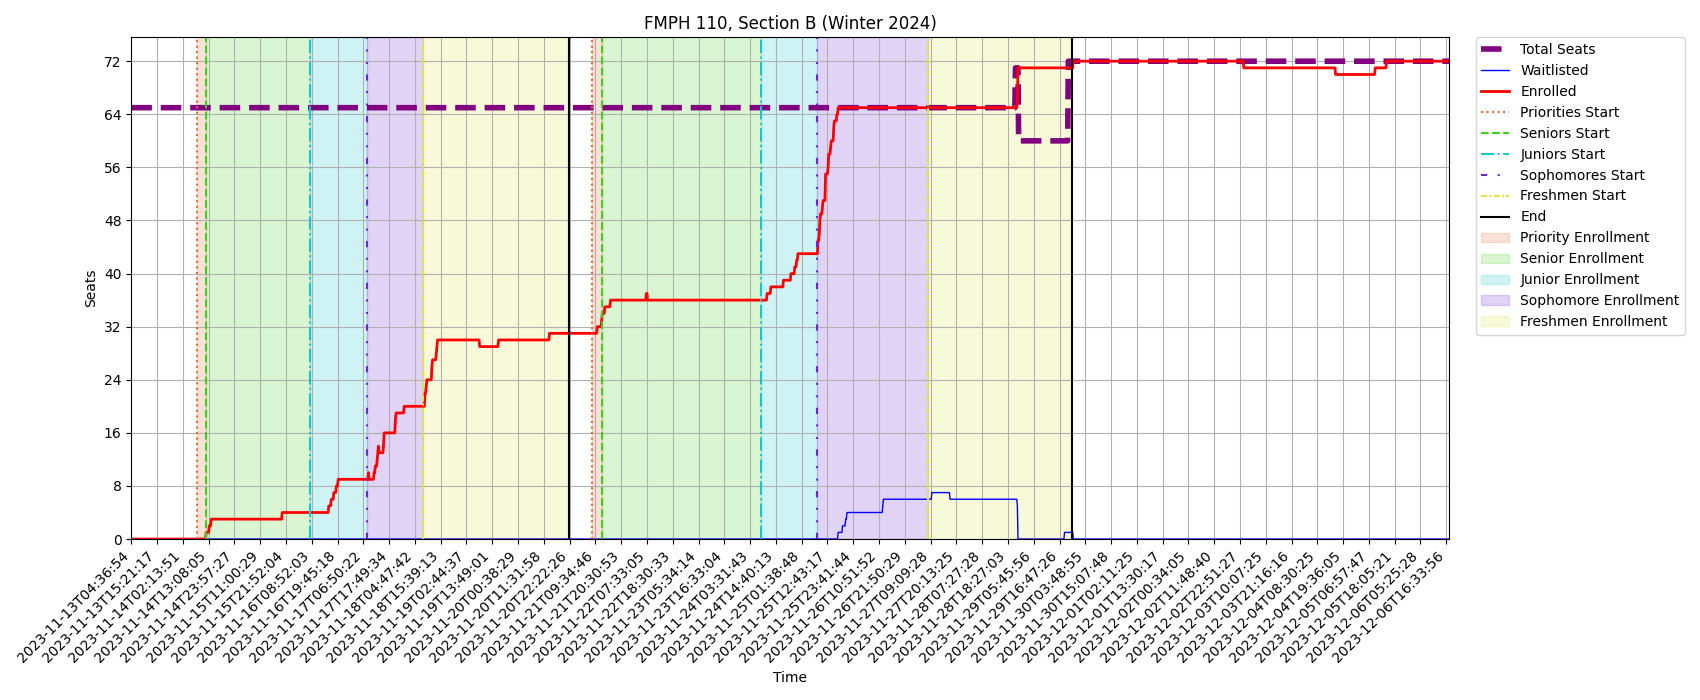 FMPH 110, Section B (Winter 2024)
Total Seats
Waitlisted
Enrolled
Priorities Start
Seniors Start
Juniors Start
Sophomores Start
Freshmen Start
End
Priority Enrollment
Senior Enrollment
Junior Enrollment
Sophomore Enrollment
Freshmen Enrollment
Seats
72
64
56
48
40
32
24
16
8
0
2023-11-13T04:36:54
2023-11-13T15:21:17
2023-11-14T02:13:51
2023-11-14T13:08:05
2023-11-14T23:57:27
2023-11-15T11:00:29
2023-11-15T21:52:04
2023-11-16T08:52:03
2023-11-16T19:45:18
2023-11-17T06:50:22
2023-11-17T17:49:34
2023-11-18T04:47:42
2023-11-18T15:39:13
2023-11-19T02:44:37
2023-11-19T13:49:01
2023-11-20T00:38:29
2023-11-20T11:31:58
2023-11-20T22:22:26
2023-11-21T09:34:46
2023-11-21T20:30:53
2023-11-22T07:33:05
2023-11-22T18:30:33
2023-11-23T05:34:14
2023-11-23T16:33:04
2023-11-24T03:31:43
2023-11-24T14:40:13
2023-11-25T01:38:48
2023-11-25T12:43:17
2023-11-25T23:41:44
2023-11-26T10:51:52
2023-11-26T21:50:29
2023-11-27T09:09:28
2023-11-27T20:13:25
2023-11-28T07:27:28
2023-11-28T18:27:03
2023-11-29T05:45:56
2023-11-29T16:47:26
2023-11-30T03:48:55
2023-11-30T15:07:48
2023-12-01T02:11:25
2023-12-01T13:30:17
2023-12-02T00:34:05
2023-12-02T11:48:40
2023-12-02T22:51:27
2023-12-03T10:07:25
2023-12-03T21:16:16
2023-12-04T08:30:25
2023-12-04T19:36:05
2023-12-05T06:57:47
2023-12-05T18:05:21
2023-12-06T05:25:28
2023-12-06T16:33:56
Time